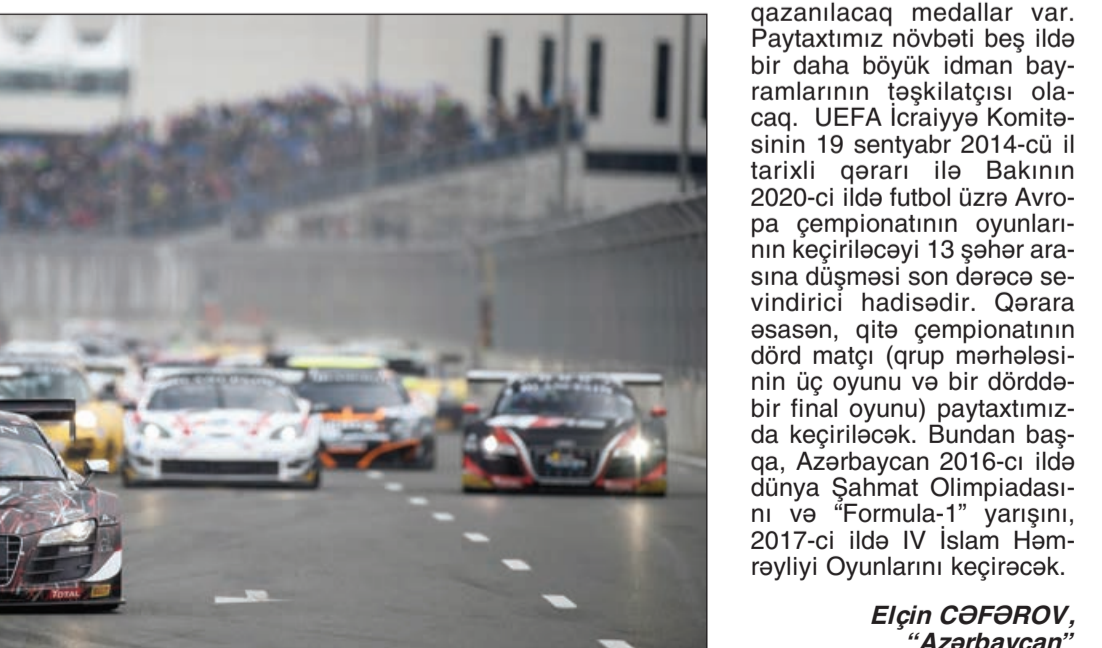 qazanılacaq medallar var.
Paytaxtımız növbəti beş ildə
bir daha böyük idman bay-
ramlarının təşkilatçısı ola-
caq. UEFA İcraiyyə Komitə-
sinin 19 sentyabr 2014-cü il
tarixli qərarı ilə Bakının
2020-ci ildə futbol üzrə Avro-
pa çempionatının oyunları-
nın keçiriləcəyi 13 şəhər ara-
sına düşməsi son dərəcə se-
vindirici hadisədir. Qərara
əsasən, qitə çempionatının
dörd matçı (qrup mərhələsi-
nin üç oyunu və bir dörddə-
bir final oyunu) paytaxtımız-
da keçiriləcək. Bundan baş-
qa, Azərbaycan 2016-cı ildə
dünya Şahmat Olimpiadası-
nı və “Formula-1” yarışını,
2017-ci ildə IV İslam Həm-
rəyliyi Oyunlarını keçirəcək.
Elçin CƏFƏROV,
“Azərbaycan”
TOTAL